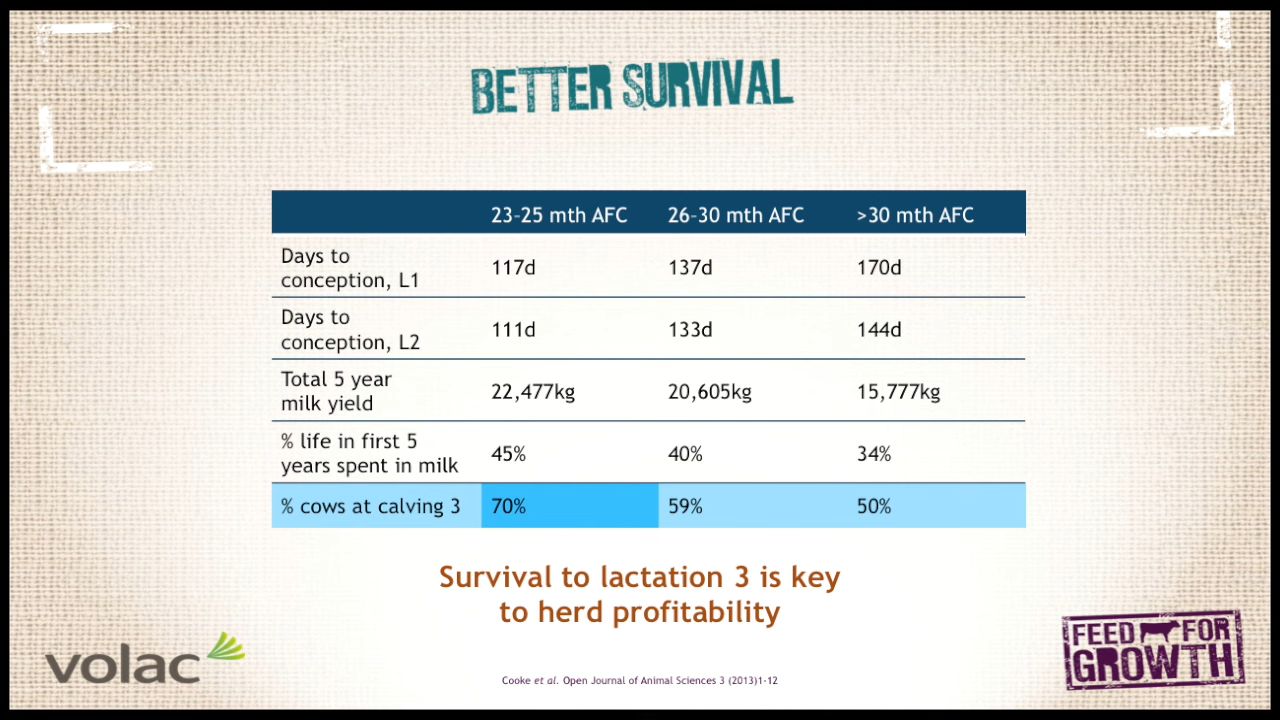 BETTER SURVIVAL
23-25 mth AFC 26-30 mth AFC >30 mth AFC
Days to
conception, L1 117d 137d 170d
Days to
conception, L2 111d 133d 144d
Total 5 year
milk yield 22,477kg 20,605kg 15,777kg
% life in first 5
years spent in milk 45% 40% 34%
% cows at calving 3 70% 59% 50%
Survival to lactation 3 is key
to herd profitability
volac
FEED FOR™
GROWTH
Cooke et al. Open Journal of Animal Sciences 3 (2013)1-12